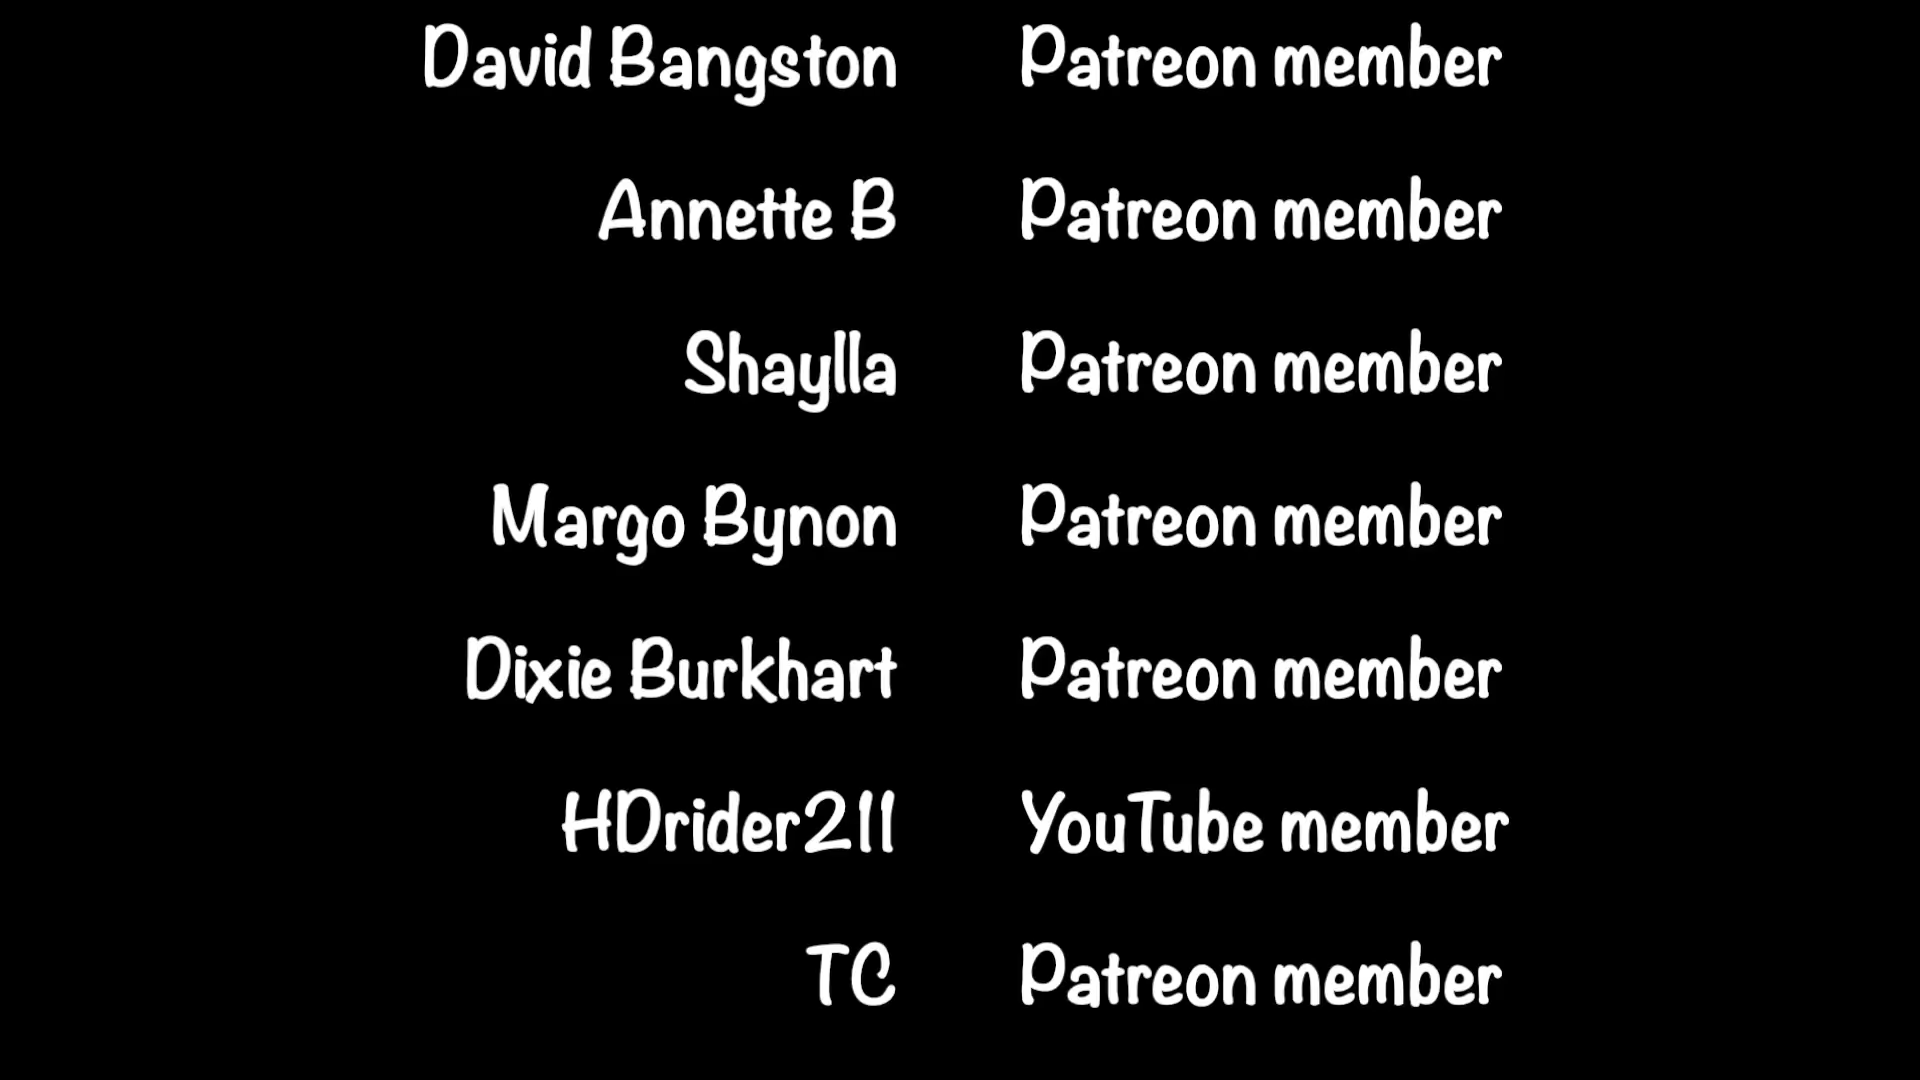 David Bangston Patreon member
Annette B Patreon member
Shaylla Patreon member
Margo Bynon Patreon member
Dixie Burkhart Patreon member
HDrider211 YouTube member
TC Patreon member